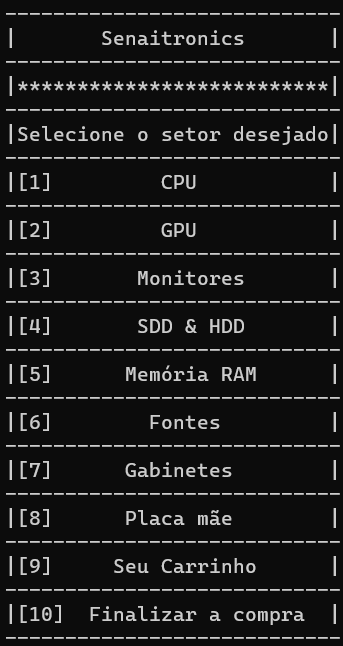 ----------------------------
|       Senaitronics       |
----------------------------
|**************************|
----------------------------
|Selecione o setor desejado|
----------------------------
|[1]         CPU           |
----------------------------
|[2]         GPU           |
----------------------------
|[3]       Monitores       |
----------------------------
|[4]       SDD & HDD       |
----------------------------
|[5]      Memória RAM      |
----------------------------
|[6]        Fontes         |
----------------------------
|[7]      Gabinetes        |
----------------------------
|[8]      Placa mãe        |
----------------------------
|[9]     Seu Carrinho      |
----------------------------
|[10]  Finalizar a compra  |
----------------------------